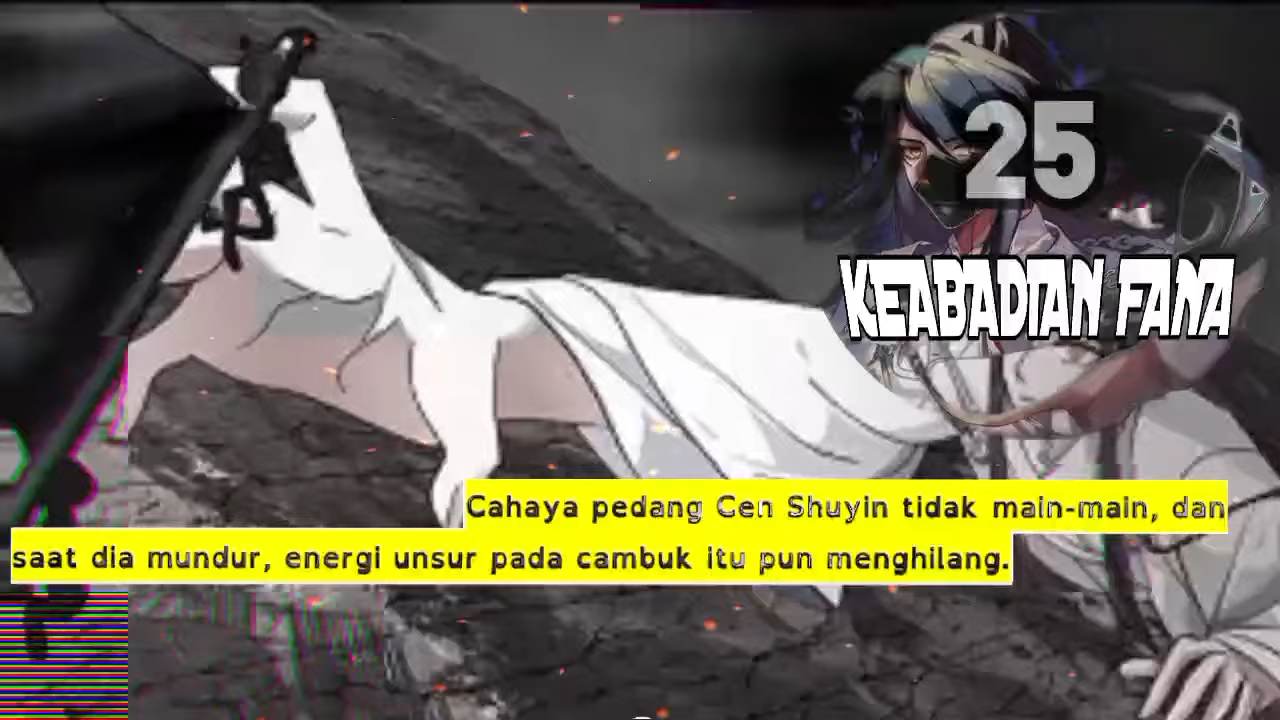 25
KEABADIAN FANA
Cahaya pedang Cen Shuyin tidak main-main, dan
saat dia mundur, energi unsur pada cambuk itu pun menghilang.